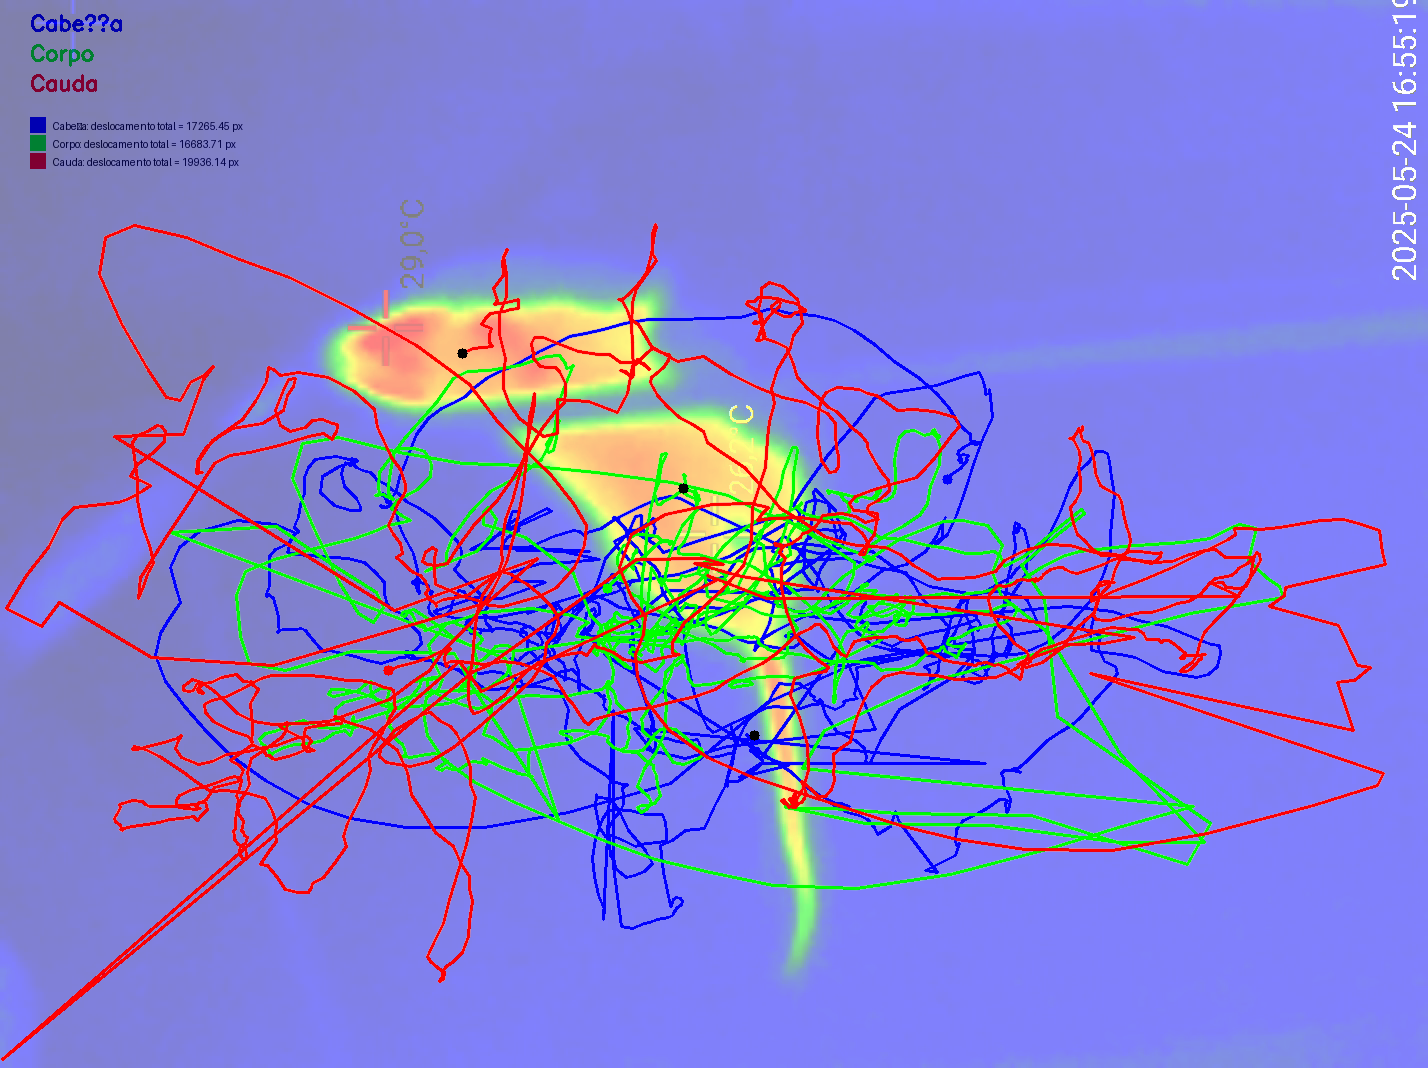 Cabe??a
Corpo
Cauda
Cabe□a: deslocamento total = 17265.45 px
Corpo: deslocamento total = 16683.71 px
Cauda: deslocamento total = 19936.14 px
29,0°C
2025-05-24 16:55:19